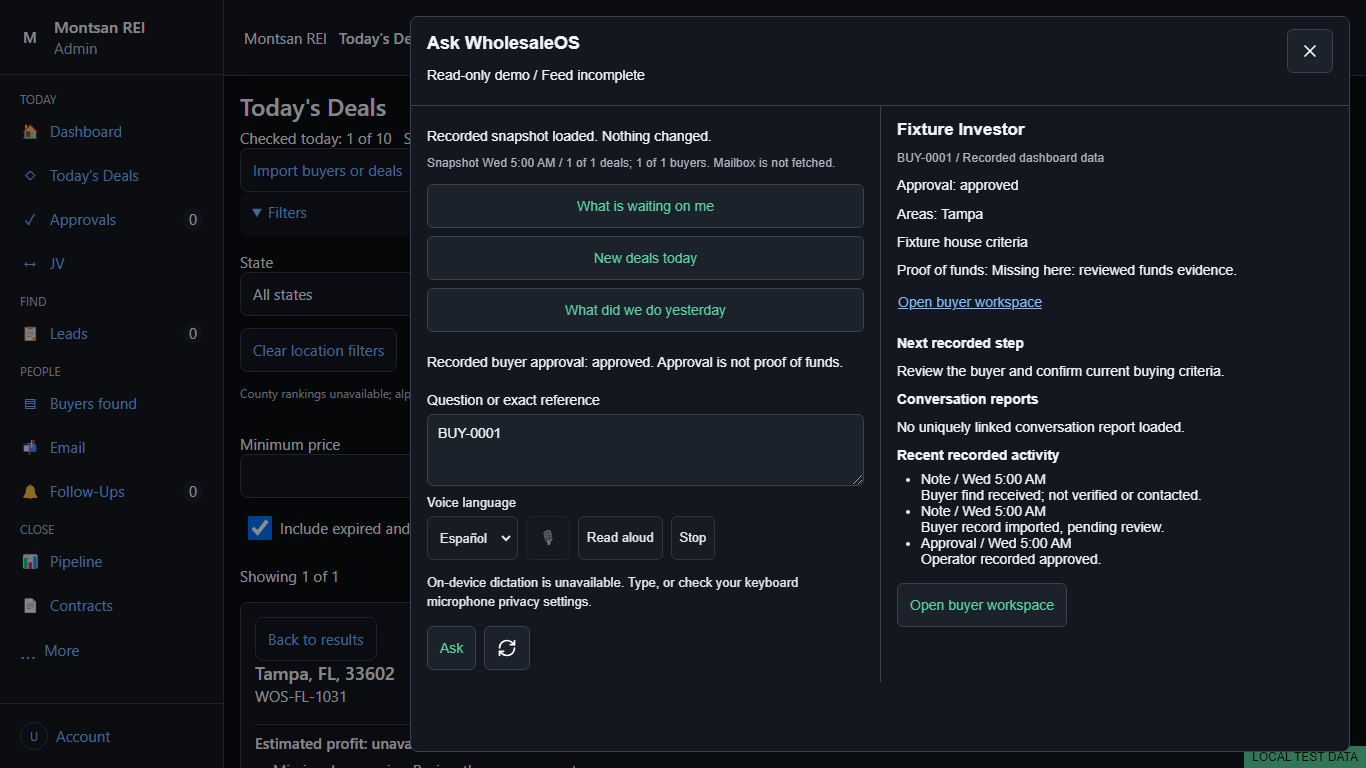 M
Montsan REI
Admin
TODAY
Dashboard
Today's Deals
Approvals 0
JV
FIND
Leads 0
PEOPLE
Buyers found
Email
Follow-Ups 0
CLOSE
Pipeline
Contracts
... More
U Account
Montsan REI Today's De
Today's Deals
Checked today: 1 of 10 S
Import buyers or deals
▼ Filters
State
All states
Clear location filters
County rankings unavailable; alp
Minimum price
Include expired and
Showing 1 of 1
Back to results
Tampa, FL, 33602
WOS-FL-1031
Estimated profit: unava
Ask WholesaleOS
Read-only demo / Feed incomplete
Recorded snapshot loaded. Nothing changed.
Snapshot Wed 5:00 AM / 1 of 1 deals; 1 of 1 buyers. Mailbox is not fetched.
What is waiting on me
New deals today
What did we do yesterday
Recorded buyer approval: approved. Approval is not proof of funds.
Question or exact reference
BUY-0001
Voice language
Español
Read aloud
Stop
On-device dictation is unavailable. Type, or check your keyboard
microphone privacy settings.
Ask
Fixture Investor
BUY-0001 / Recorded dashboard data
Approval: approved
Areas: Tampa
Fixture house criteria
Proof of funds: Missing here: reviewed funds evidence.
Open buyer workspace
Next recorded step
Review the buyer and confirm current buying criteria.
Conversation reports
No uniquely linked conversation report loaded.
Recent recorded activity
• Note / Wed 5:00 AM
Buyer find received; not verified or contacted.
• Note / Wed 5:00 AM
Buyer record imported, pending review.
• Approval / Wed 5:00 AM
Operator recorded approved.
Open buyer workspace
LOCAL TEST DATA